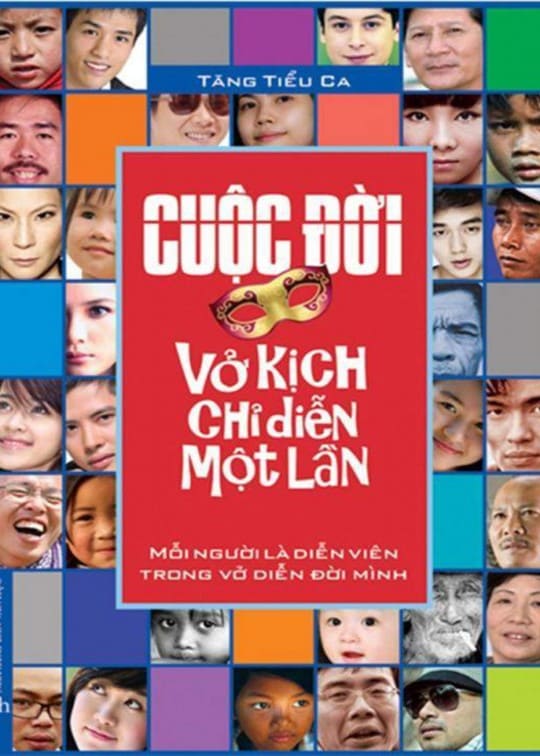 TĂNG TIỂU CA
CUỘC ĐỜI
VỞ KỊCH
CHỈ DIỄN
MỘT LẦN
MỖI NGƯỜI LÀ DIỄN VIÊN
TRONG VỞ DIỄN ĐỜI MÌNH